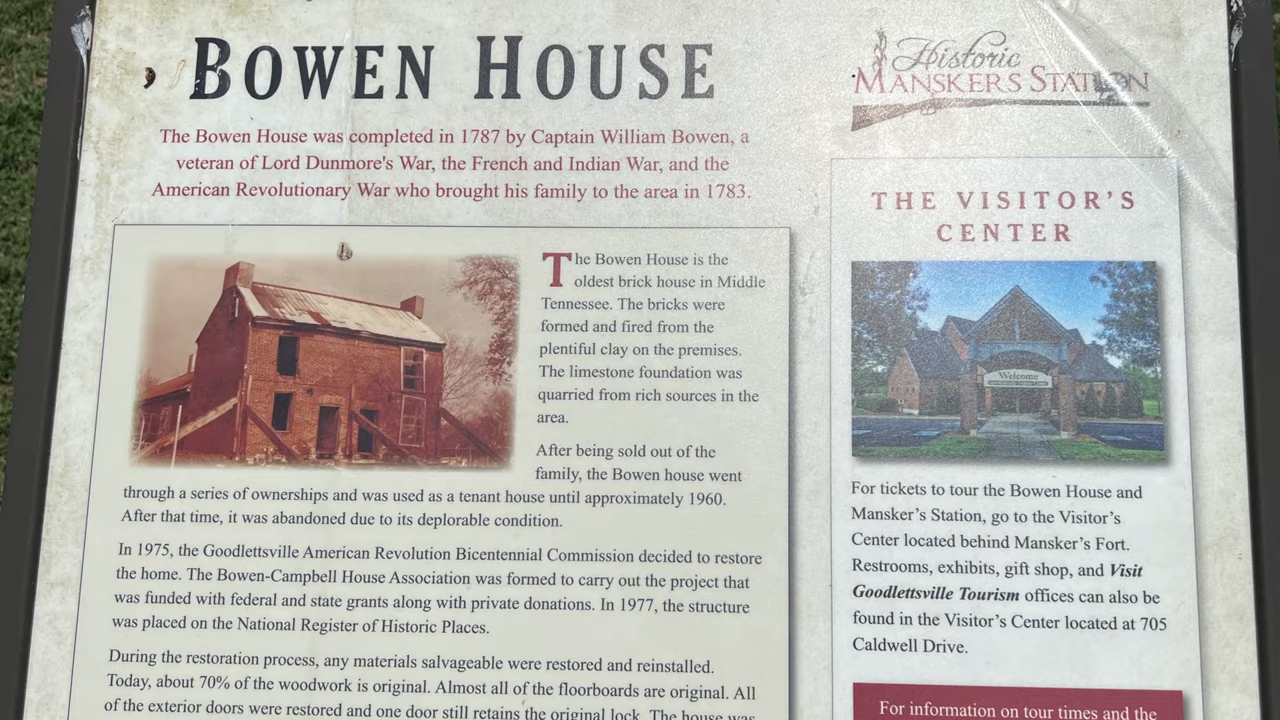 BOWEN HOUSE
The Bowen House was completed in 1787 by Captain William Bowen, a
veteran of Lord Dunmore's War, the French and Indian War, and the
American Revolutionary War who brought his family to the area in 1783.
The Bowen House is the
oldest brick house in Middle
Tennessee. The bricks were
formed and fired from the
plentiful clay on the premises.
The limestone foundation was
quarried from rich sources in the
area.
After being sold out of the
family, the Bowen house went
through a series of ownerships and was used as a tenant house until approximately 1960.
After that time, it was abandoned due to its deplorable condition.
In 1975, the Goodlettsville American Revolution Bicentennial Commission decided to restore
the home. The Bowen-Campbell House Association was formed to carry out the project that
was funded with federal and state grants along with private donations. In 1977, the structure
was placed on the National Register of Historic Places.
During the restoration process, any materials salvageable were restored and reinstalled.
Today, about 70% of the woodwork is original. Almost all of the floorboards are original. All
of the exterior doors were restored and one door still retains the original lock. The house was
Historic
MANSKER'S STATION
THE VISITOR'S
CENTER
Welcome
For tickets to tour the Bowen House and
Mansker's Station, go to the Visitor's
Center located behind Mansker's Fort.
Restrooms, exhibits, gift shop, and Visit
Goodlettsville Tourism offices can also be
found in the Visitor's Center located at 705
Caldwell Drive.
For information on tour times and the